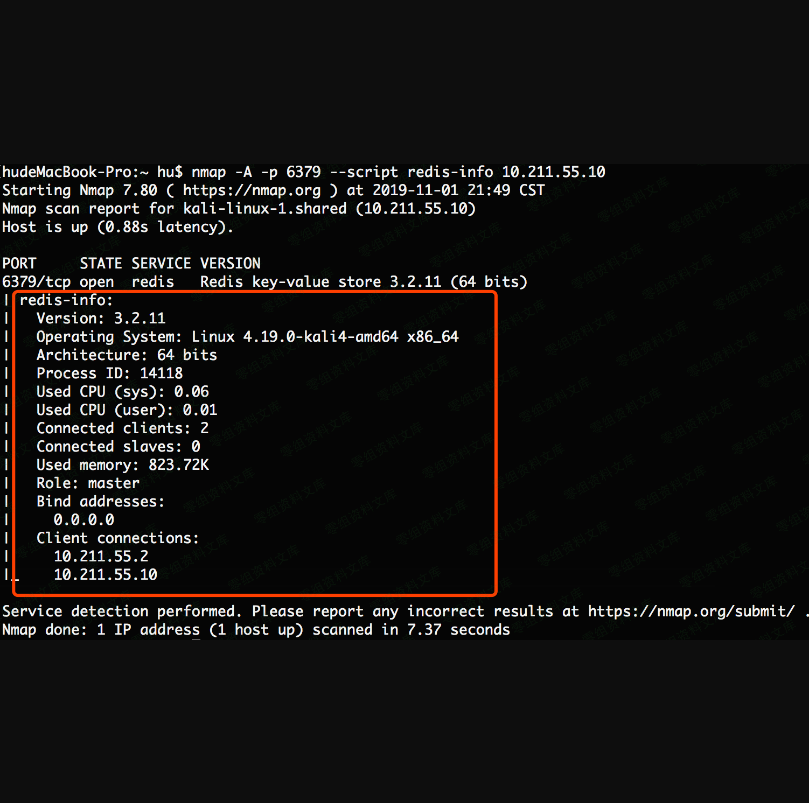 hudeMacBook-Pro:~ hu$ nmap -A -p 6379 --script redis-info 10.211.55.10
Starting Nmap 7.80 ( https://nmap.org ) at 2019-11-01 21:49 CST
Nmap scan report for kali-linux-1.shared (10.211.55.10)
Host is up (0.88s latency).
PORT     STATE SERVICE VERSION
6379/tcp open  redis   Redis key-value store 3.2.11 (64 bits)
| redis-info:
|   Version: 3.2.11
|   Operating System: Linux 4.19.0-kali4-amd64 x86_64
|   Architecture: 64 bits
|   Process ID: 14118
|   Used CPU (sys): 0.06
|   Used CPU (user): 0.01
|   Connected clients: 2
|   Connected slaves: 0
|   Used memory: 823.72K
|   Role: master
|   Bind addresses:
|     0.0.0.0
|   Client connections:
|     10.211.55.2
|_    10.211.55.10
Service detection performed. Please report any incorrect results at https://nmap.org/submit/ .
Nmap done: 1 IP address (1 host up) scanned in 7.37 seconds